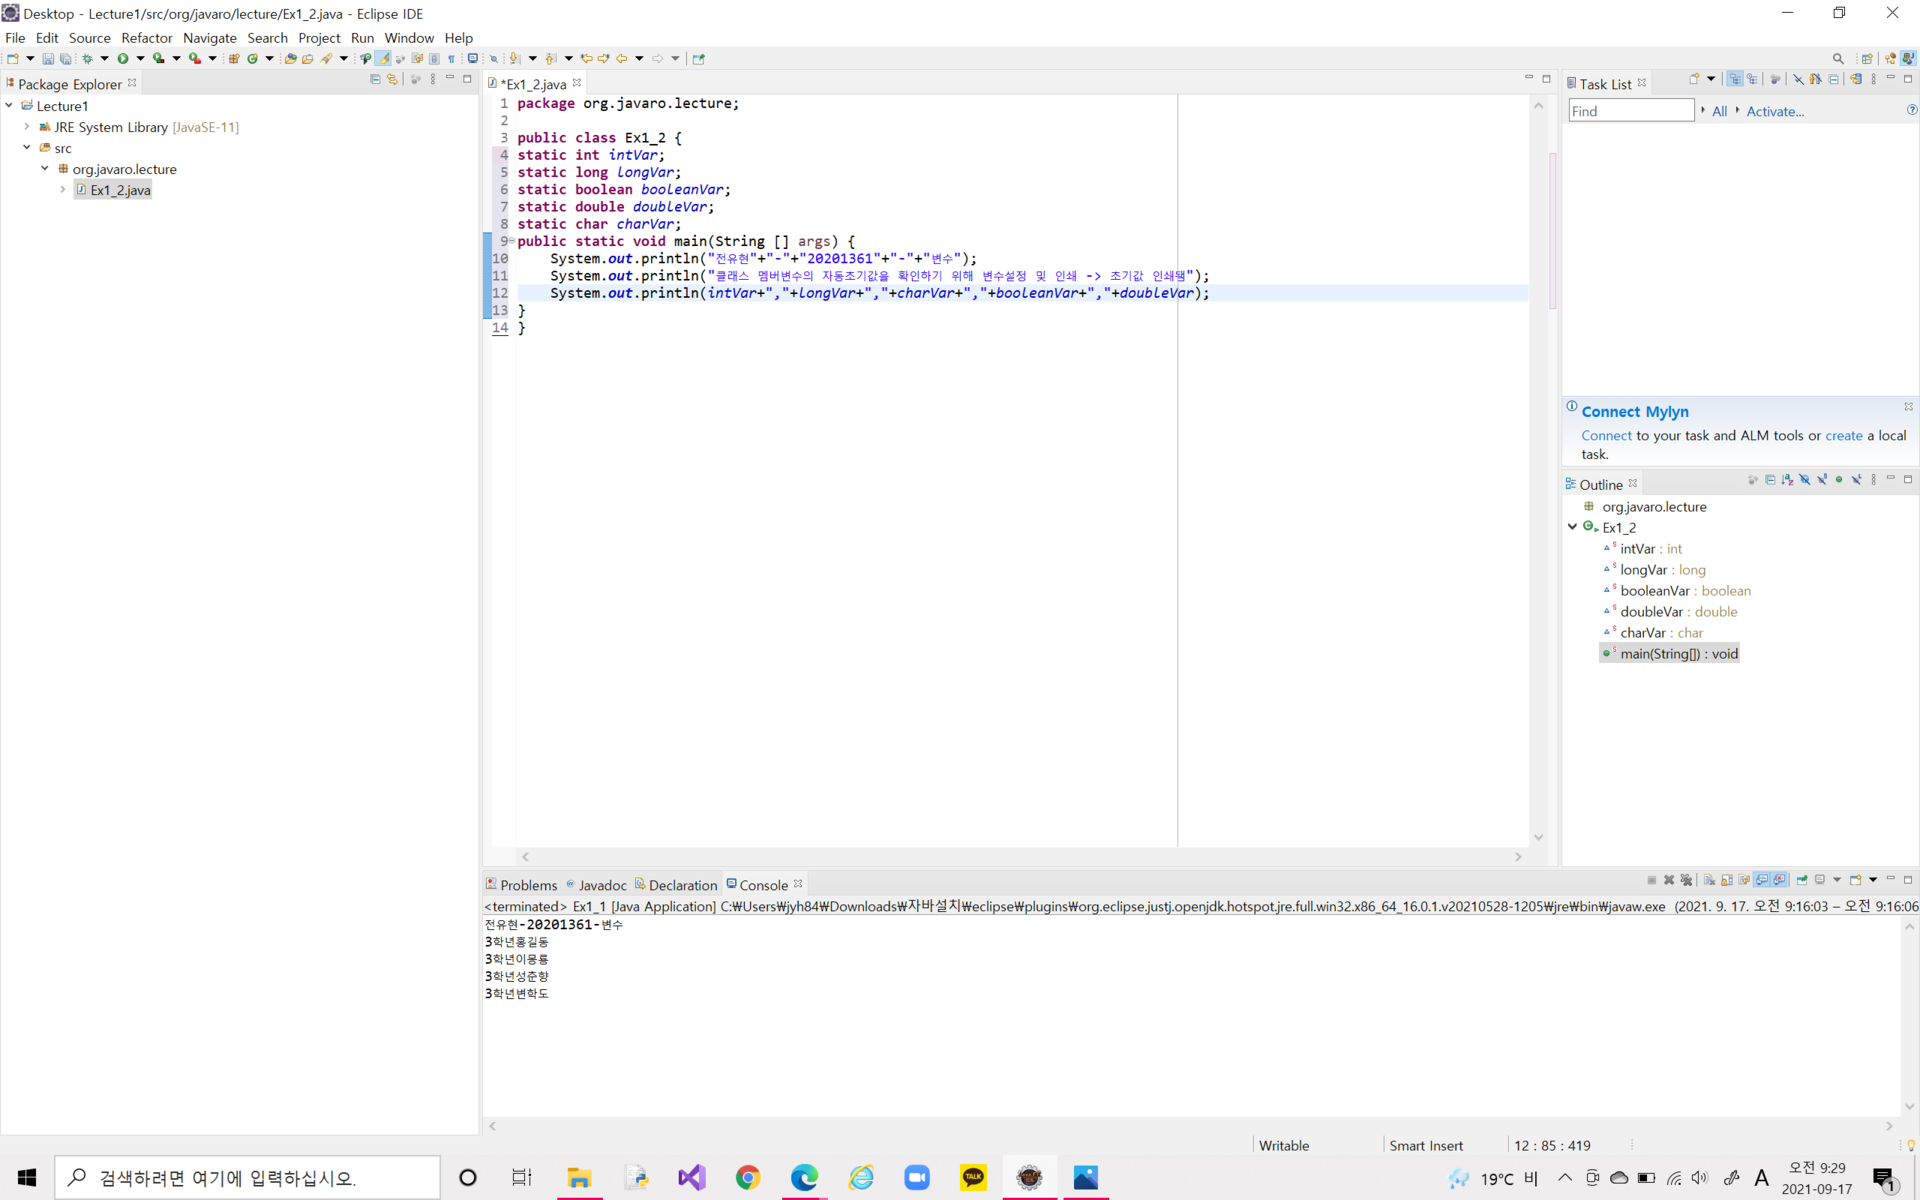 Desktop - Lecture1/src/org/javaro/lecture/Ex1_2.java - Eclipse IDE
File Edit Source Refactor Navigate Search Project Run Window Help
Package Explorer
Lecture1
JRE System Library [JavaSE-11]
src
org.javaro.lecture
Ex1_2.java
*Ex1_2.java
1 package org.javaro.lecture;
2
3 public class Ex1_2 {
4 static int intVar;
5 static long longVar;
6 static boolean booleanVar;
7 static double doubleVar;
8 static char charVar;
9 public static void main(String [] args) {
10 System.out.println("전유현"+"-"+"20201361"+"-"+"변수");
11 System.out.println("클래스 멤버변수의 자동초기값을 확인하기 위해 변수설정 및 인쇄 -> 초기값 인쇄됌");
12 System.out.println(intVar+","+longVar+","+charVar+","+booleanVar+","+doubleVar);
13 }
14 }
Task List
Find All Activate...
Connect Mylyn
Connect to your task and ALM tools or create a local
task.
Outline
org.javaro.lecture
Ex1_2
intVar : int
longVar : long
booleanVar : boolean
doubleVar : double
charVar : char
main(String[]) : void
Problems Javadoc Declaration Console
<terminated> Ex1_1 [Java Application] C:₩Users₩jyh84₩Downloads₩자바설치₩eclipse₩plugins₩org.eclipse.justj.openjdk.hotspot.jre.full.win32.x86_64_16.0.1.v20210528-1205₩jre₩bin₩javaw.exe (2021. 9. 17. 오전 9:16:03 – 오전 9:16:06
전유현-20201361-변수
3학년홍길동
3학년이몽룡
3학년성춘향
3학년변학도
Writable Smart Insert 12 : 85 : 419
검색하려면 여기에 입력하십시오.
TALK
19°C 비
A
오전 9:29
2021-09-17
1